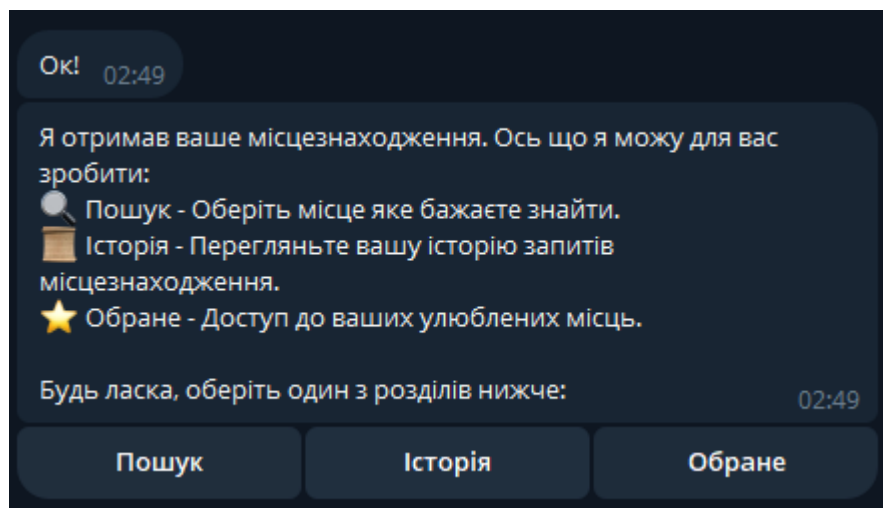 Ок! 02:49
Я отримав ваше місцезнаходження. Ось що я можу для вас
зробити:
🔍 Пошук - Оберіть місце яке бажаєте знайти.
📜 Історія - Перегляньте вашу історію запитів
місцезнаходження.
⭐ Обране - Доступ до ваших улюблених місць.
Будь ласка, оберіть один з розділів нижче: 02:49
Пошук Історія Обране